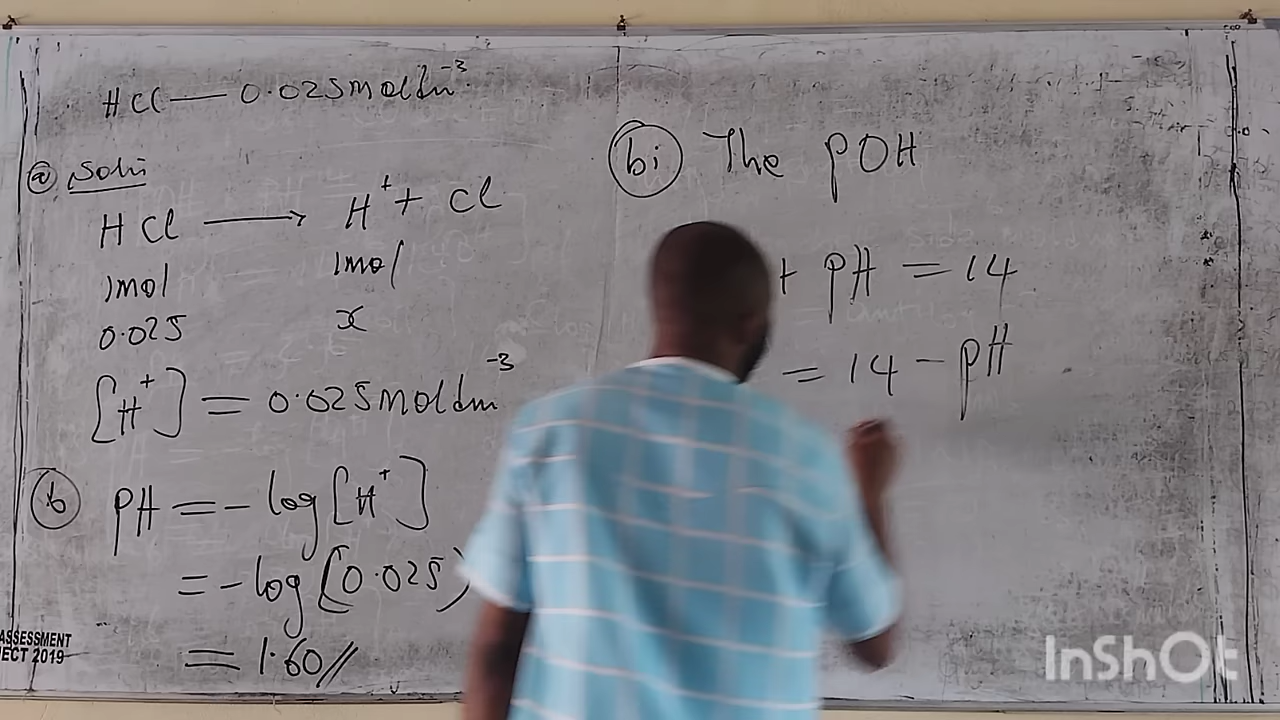 HCl — 0.025moldm⁻³
(a) Soln
HCl ⟶ H⁺ + Cl
1mol 1mol
0.025 x
[H⁺] = 0.025moldm⁻³
(b) PH = - log [H⁺]
= - log [0.025)
= 1.60//
(bi) The pOH
+ pH = 14
= 14 - pH
ASSESSMENT
ECT 2019
InShOt